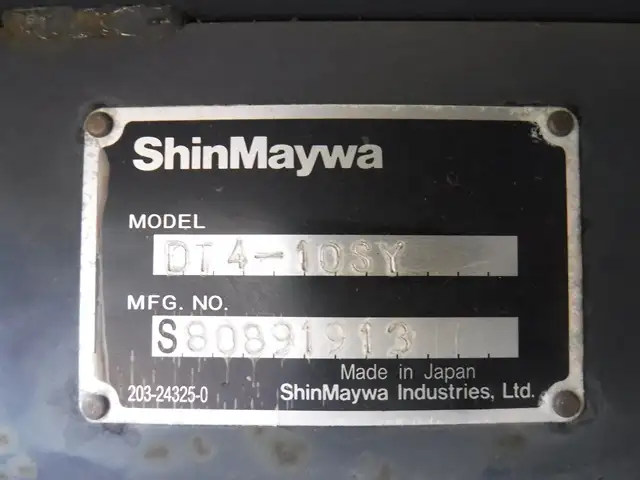 ShinMaywa
MODEL
DT4-10SY
MFG. NO.
S80891913
Made in Japan
203-24325-0 ShinMaywa Industries, Ltd.